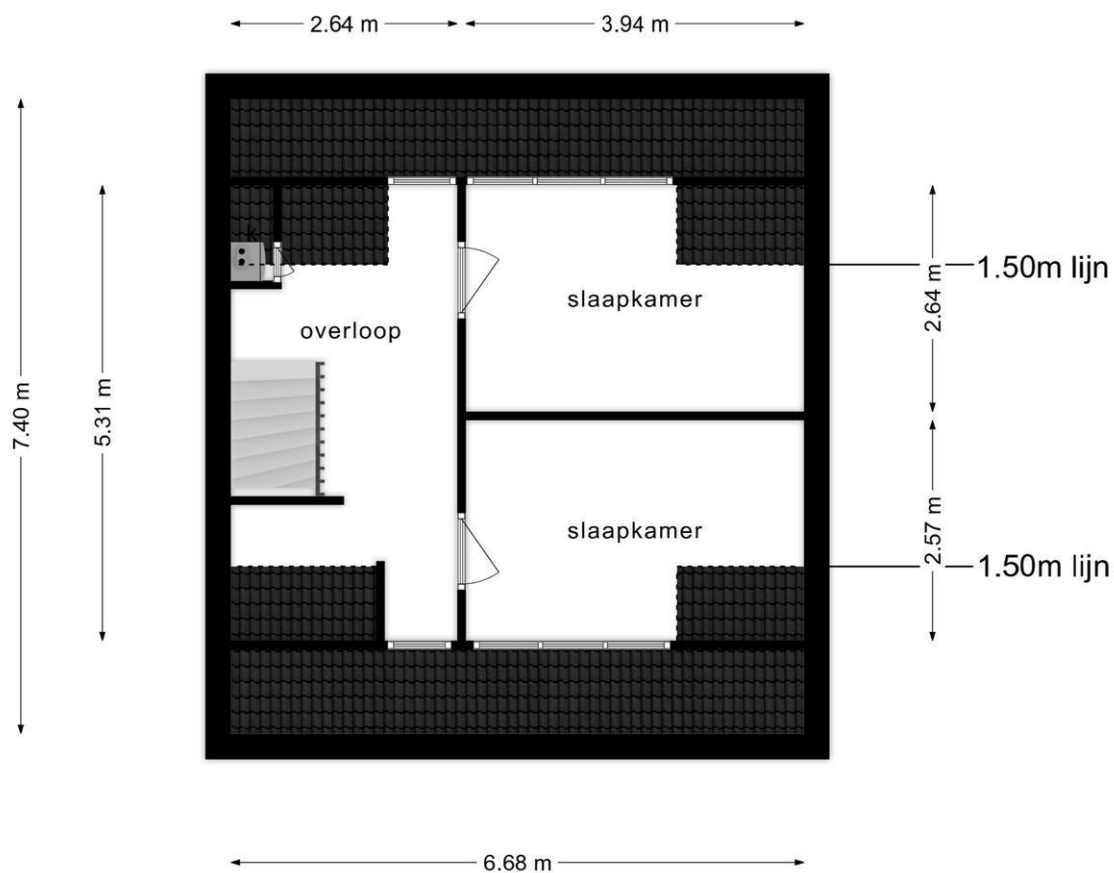 2.64 m
3.94 m
k
1.50m lijn
slaapkamer
2.64 m
overloop
7.40 m
5.31 m
2.57 m
slaapkamer
1.50m lijn
6.68 m